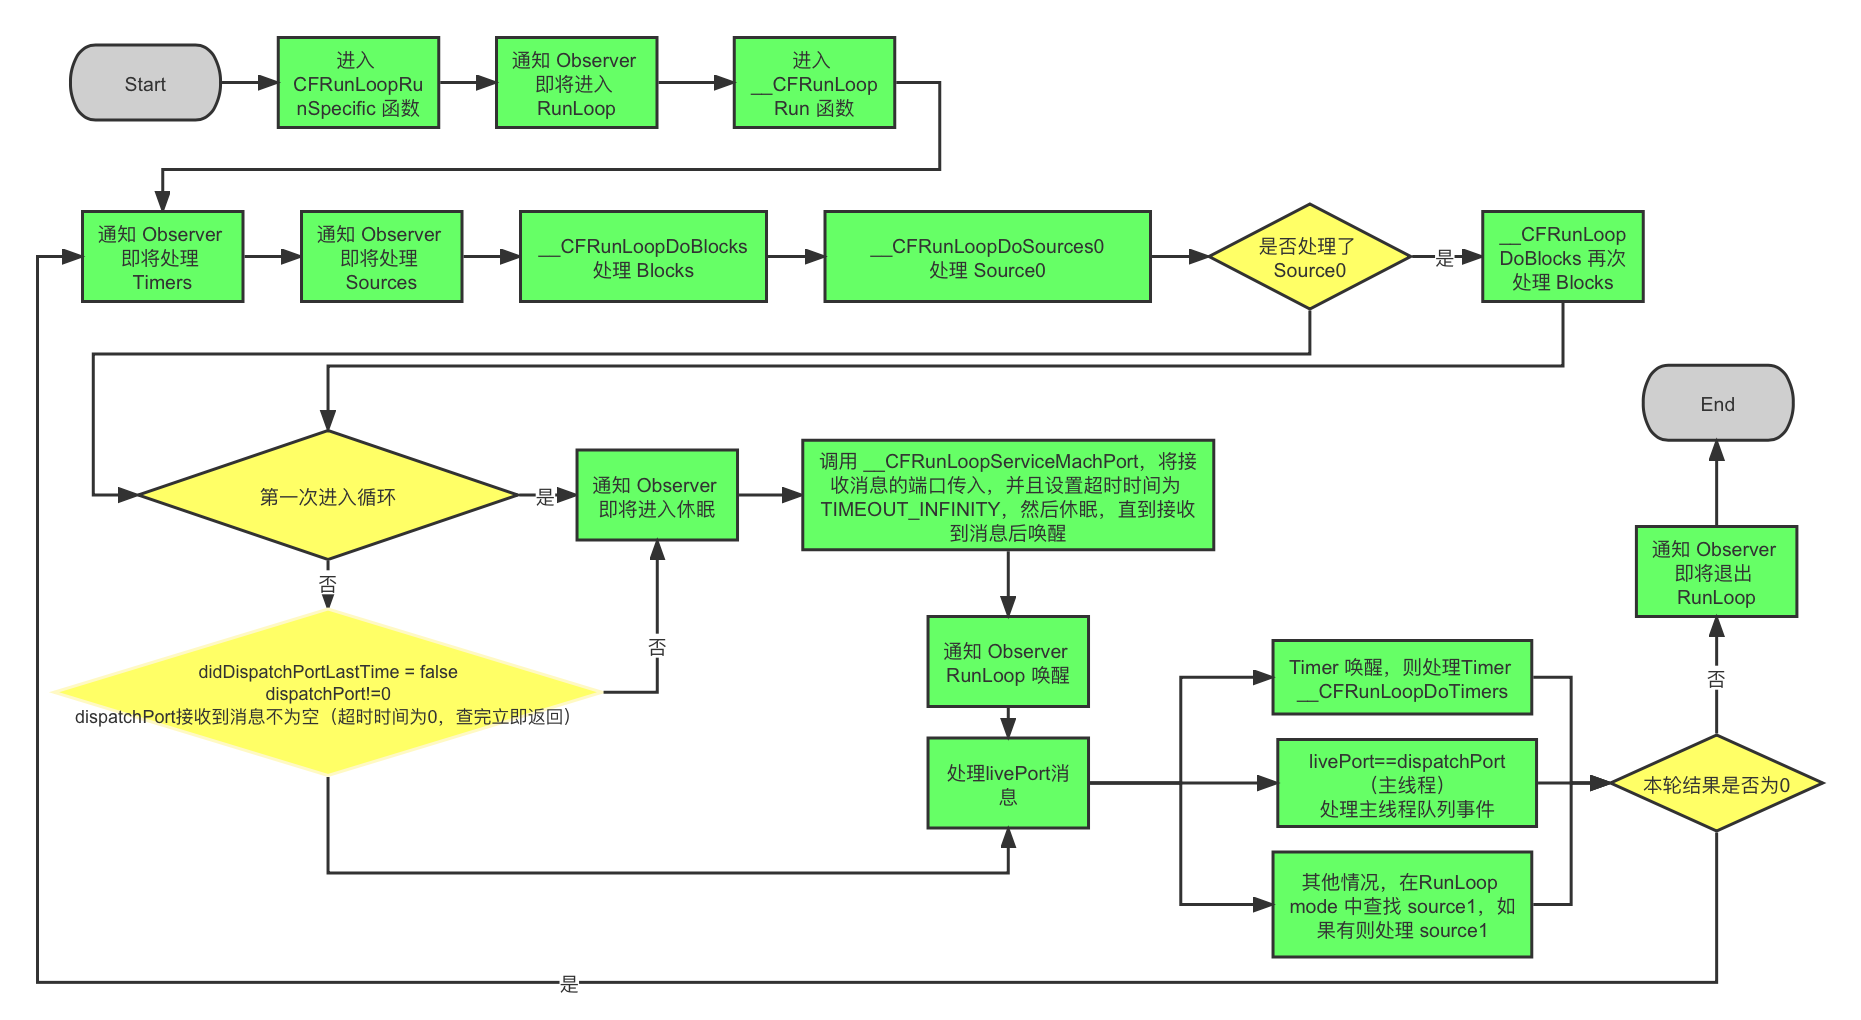 Start
进入
CFRunLoopRu
nSpecific 函数
通知 Observer
即将进入
RunLoop
进入
__CFRunLoop
Run 函数
通知 Observer
即将处理
Timers
通知 Observer
即将处理
Sources
__CFRunLoopDoBlocks
处理 Blocks
__CFRunLoopDoSources0
处理 Source0
是否处理了
Source0
是
__CFRunLoop
DoBlocks 再次
处理 Blocks
第一次进入循环
是
否
通知 Observer
即将进入休眠
调用 __CFRunLoopServiceMachPort，将接
收消息的端口传入，并且设置超时时间为
TIMEOUT_INFINITY，然后休眠，直到接收
到消息后唤醒
End
通知 Observer
即将退出
RunLoop
didDispatchPortLastTime = false
dispatchPort!=0
dispatchPort接收到消息不为空（超时时间为0，查完立即返回）
否
通知 Observer
RunLoop 唤醒
处理livePort消
息
Timer 唤醒，则处理Timer
__CFRunLoopDoTimers
livePort==dispatchPort
（主线程）
处理主线程队列事件
其他情况，在RunLoop
mode 中查找 source1，如
果有则处理 source1
否
本轮结果是否为0
是